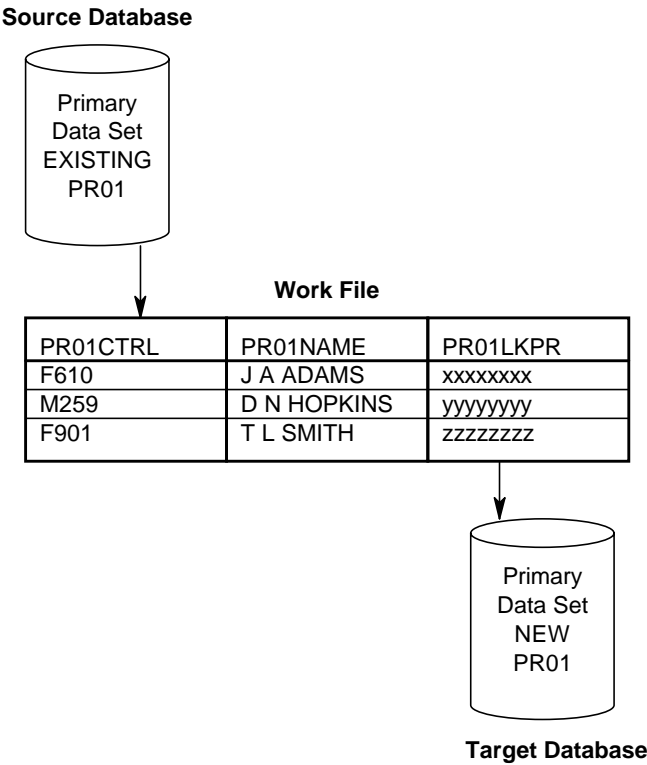 Source Database
Primary
Data Set
EXISTING
PR01
Work File
PR01CTRL PR01NAME PR01LKPR
F610 J A ADAMS xxxxxxxx
M259 D N HOPKINS yyyyyyyy
F901 T L SMITH zzzzzzzz
Primary
Data Set
NEW
PR01
Target Database